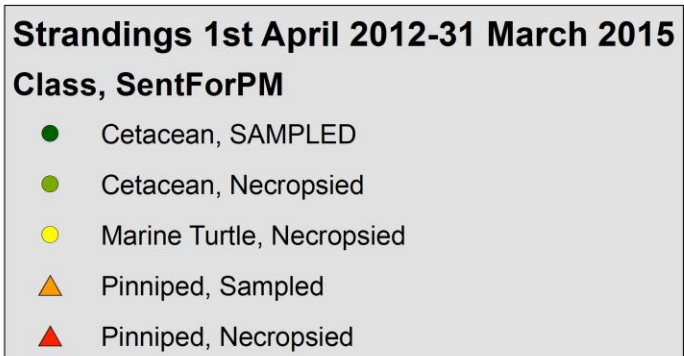 Strandings 1st April 2012-31 March 2015
Class, SentForPM
Cetacean, SAMPLED
Cetacean, Necropsied
Marine Turtle, Necropsied
Pinniped, Sampled
Pinniped, Necropsied